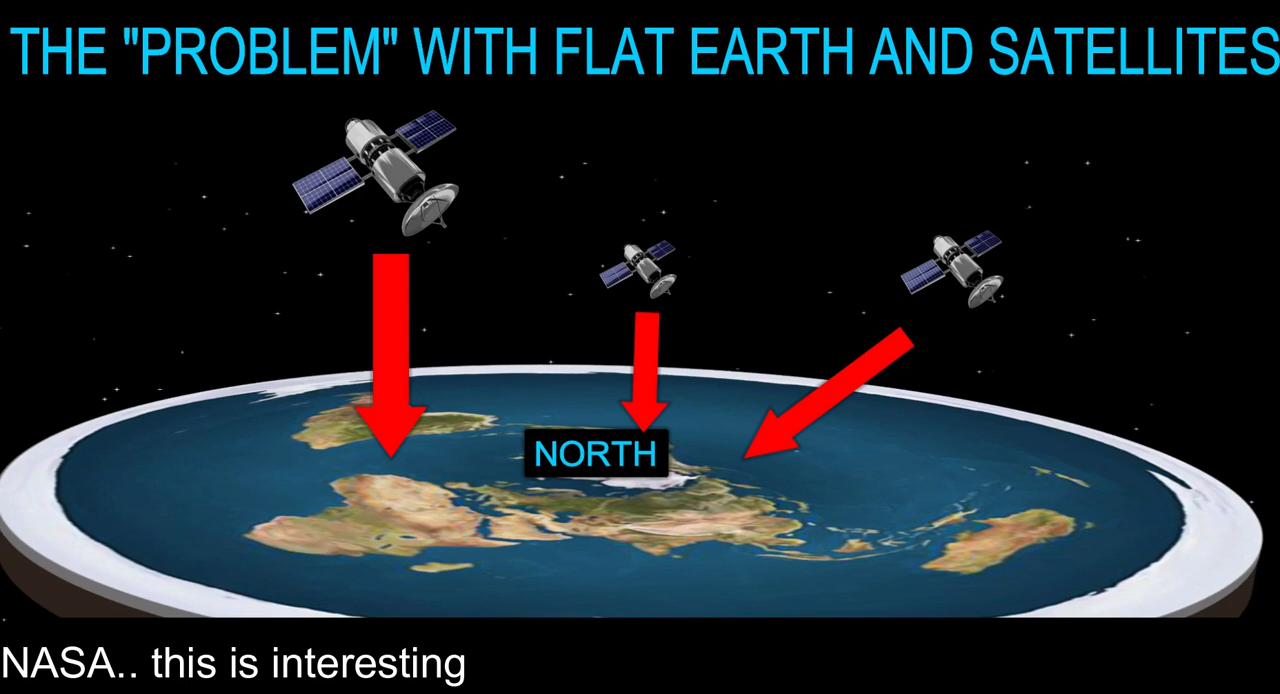 THE "PROBLEM" WITH FLAT EARTH AND SATELLITES
NORTH
NASA.. this is interesting